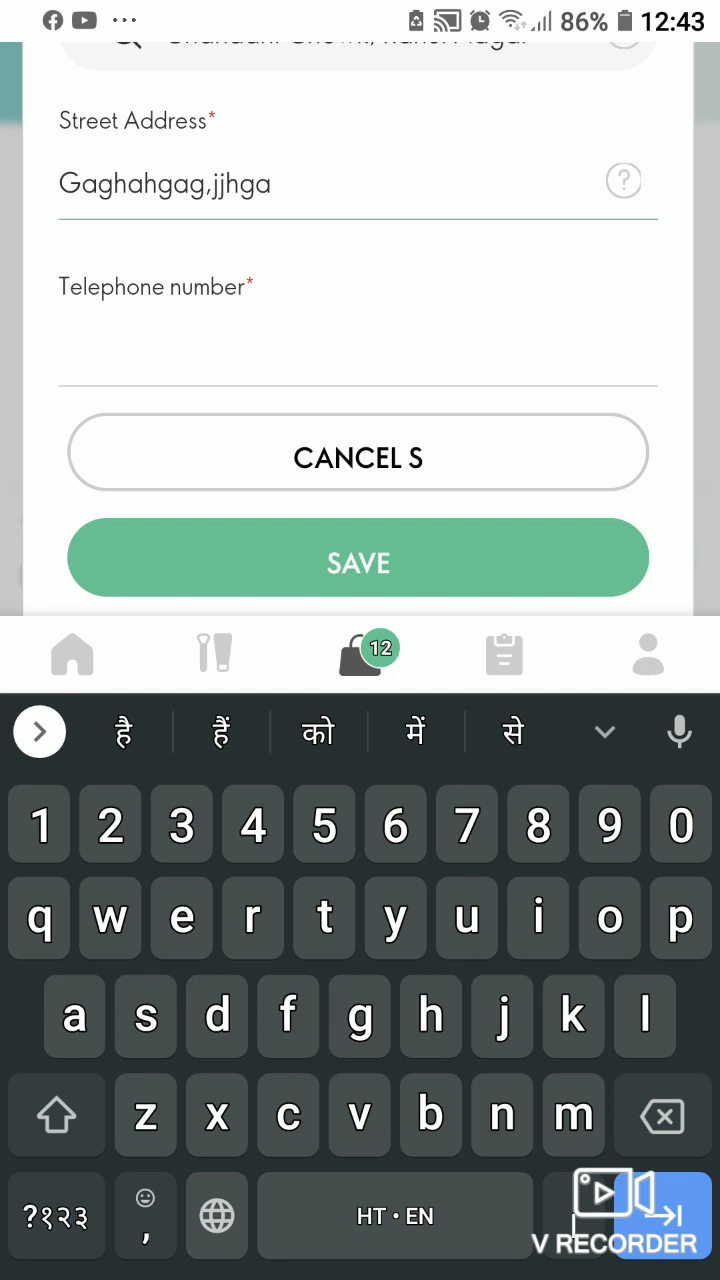 86% 12:43
Street Address*
Gaghahgag,jjhga
?
Telephone number*
CANCEL S
SAVE
12
है हैं को में से
1 2 3 4 5 6 7 8 9 0
q w e r t y u i o p
a s d f g h j k l
z x c v b n m
?१२३ , HT • EN
V RECORDER